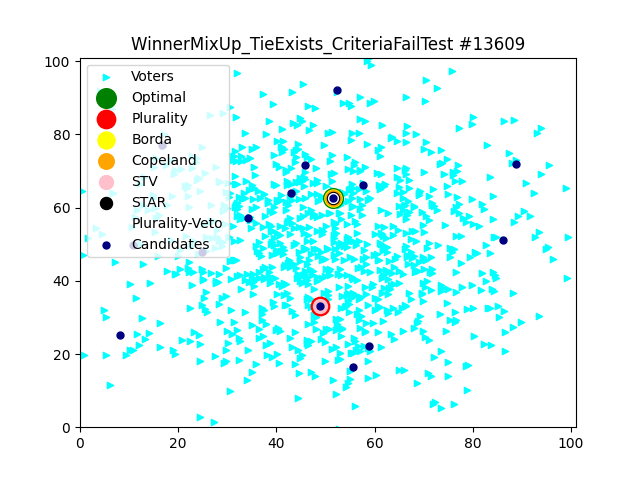 WinnerMixUp_TieExists_CriteriaFailTest #13609
100
80
60
40
20
0
Voters
Optimal
Plurality
Borda
Copeland
STV
STAR
Plurality-Veto
Candidates
0 20 40 60 80 100